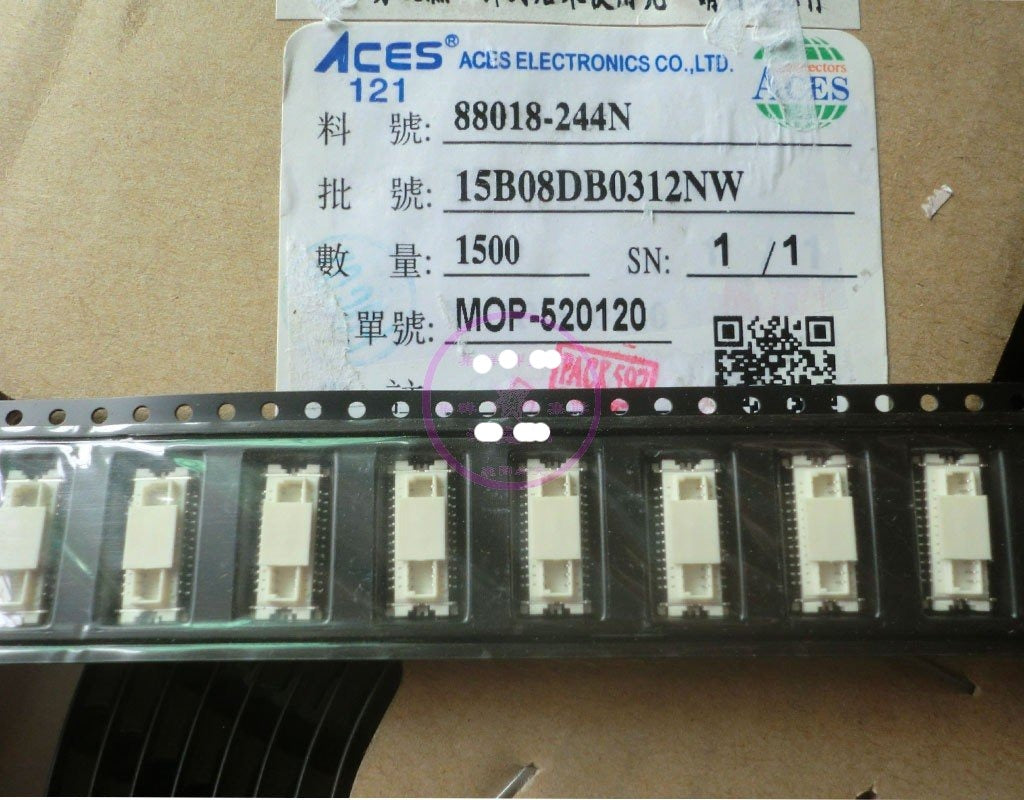 ACES® ACES ELECTRONICS CO.,LTD.
ACES
121
料 號: 88018-244N
批 號: 15B08DB0312NW
數 量: 1500 SN: 1 / 1
單號: MOP-520120